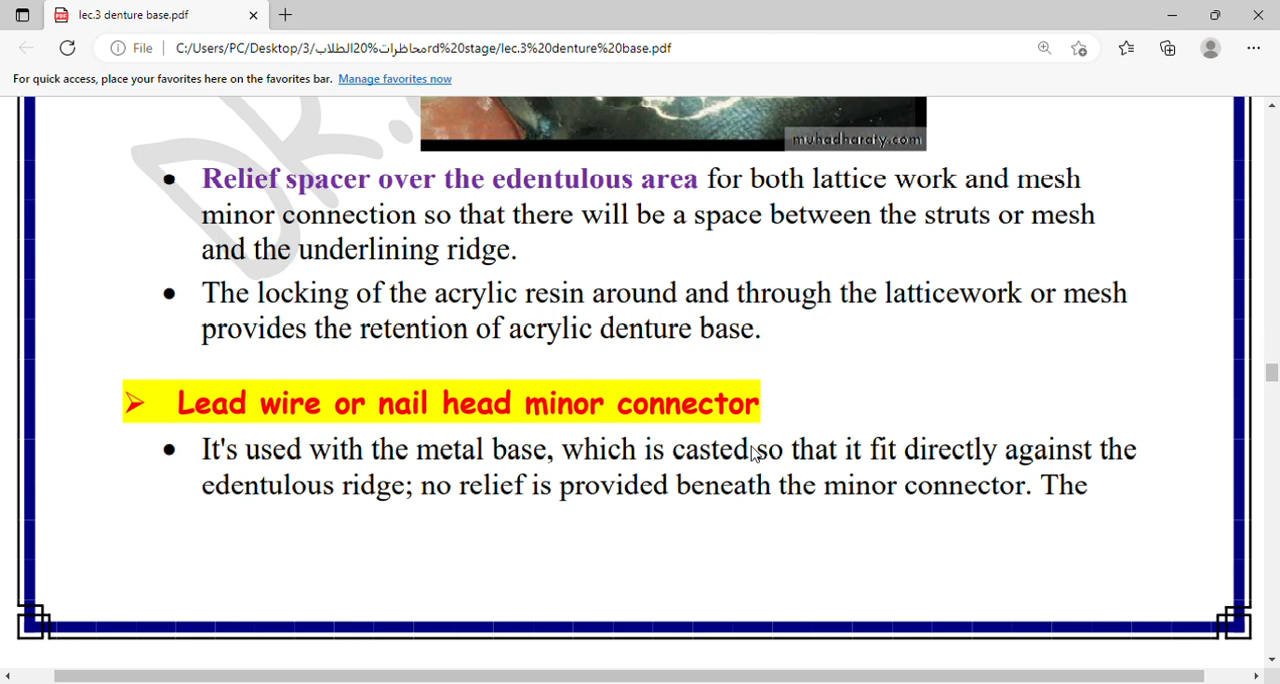 lec.3 denture base.pdf
File
C:/Users/PC/Desktop/3/محاظرات%20الطلابrd%20stage/lec.3%20denture%20base.pdf
For quick access, place your favorites here on the favorites bar. Manage favorites now
muhadharaty.com
• Relief spacer over the edentulous area for both lattice work and mesh
minor connection so that there will be a space between the struts or mesh
and the underlining ridge.
• The locking of the acrylic resin around and through the latticework or mesh
provides the retention of acrylic denture base.
➢ Lead wire or nail head minor connector
• It's used with the metal base, which is casted so that it fit directly against the
edentulous ridge; no relief is provided beneath the minor connector. The